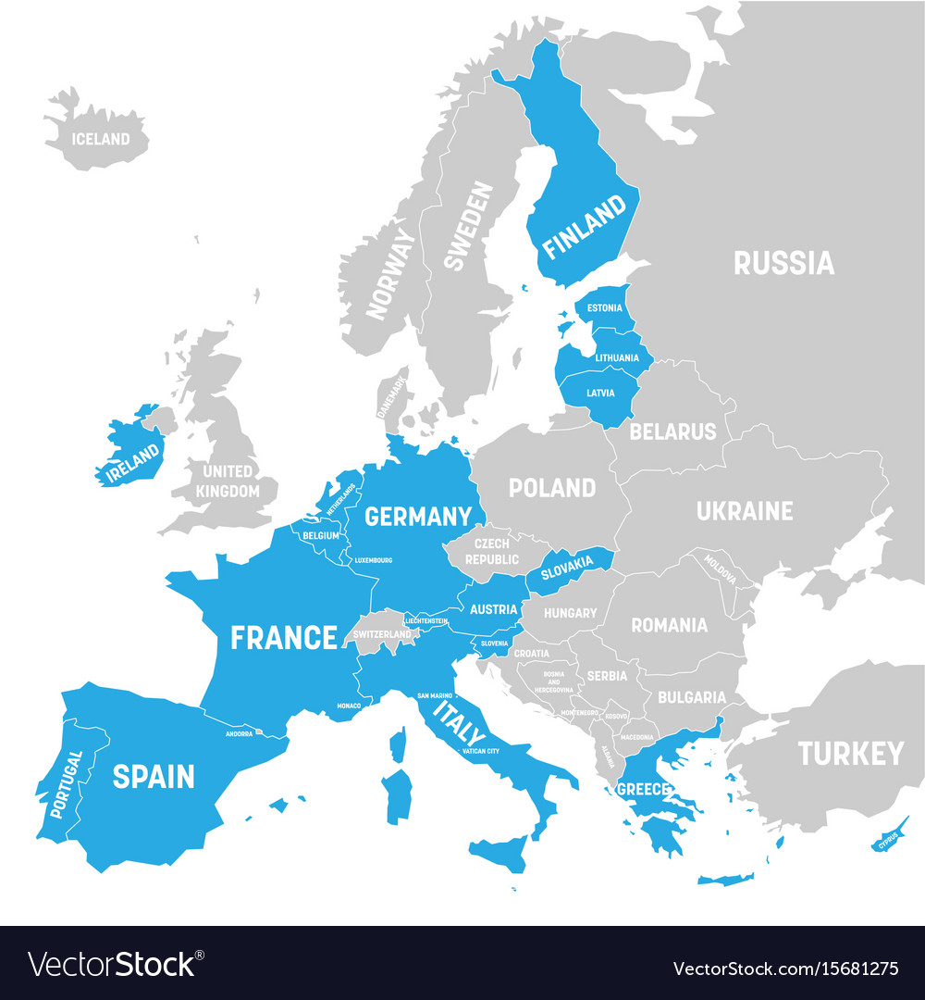 ICELAND
FINLAND
SWEDEN
NORWAY
RUSSIA
ESTONIA
LITHUANIA
LATVIA
DANEMARK
BELARUS
IRELAND
UNITED
KINGDOM
POLAND
NETHERLANDS
GERMANY
UKRAINE
BELGIUM
CZECH
REPUBLIC
LUXEMBOURG
SLOVAKIA
MOLDOVA
AUSTRIA
HUNGARY
LIECHTENSTEIN
ROMANIA
FRANCE
SWITZERLAND
SLOVENIA
CROATIA
BOSNIA
AND
HERCEGOVINA
SERBIA
SAN MARINO
BULGARIA
MONACO
ITALY
MONTENEGRO
KOSOVO
ANDORRA
MACEDONIA
VATICAN CITY
ALBANIA
TURKEY
PORTUGAL
SPAIN
GREECE
CYPRUS
VectorStock®
VectorStock.com/15681275